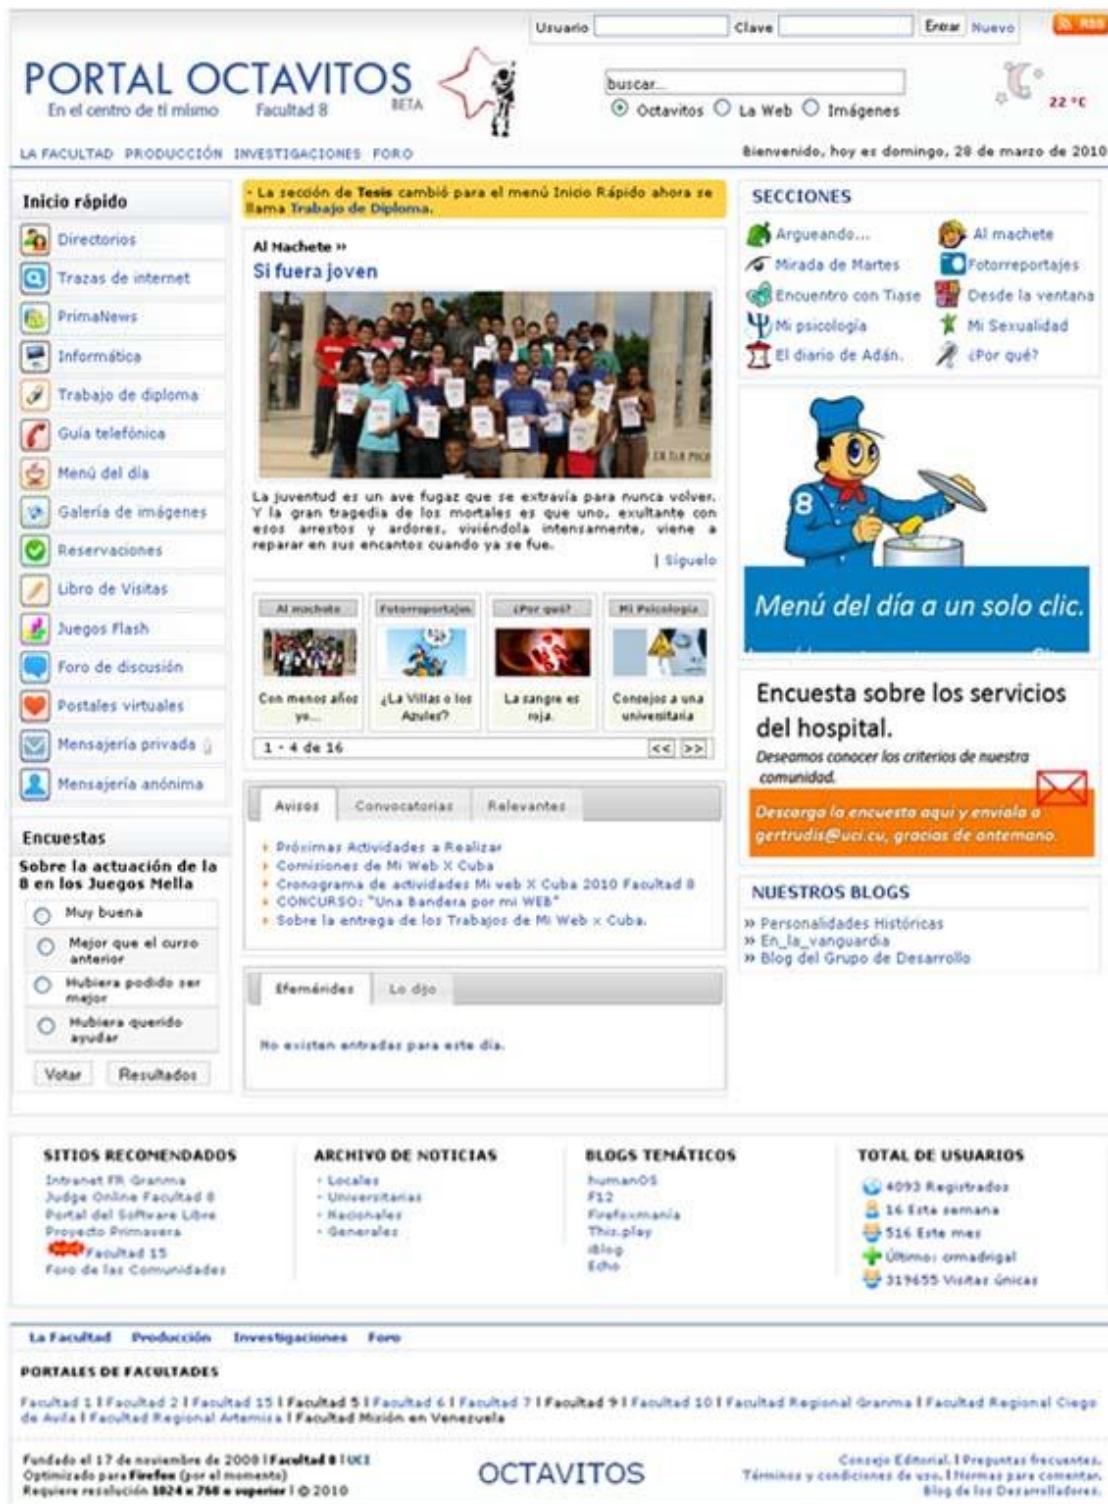 Usuario Clave Entrar Nuevo RSS
PORTAL OCTAVITOS
En el centro de ti mismo Facultad 8 BETA
buscar...
Octavitos La Web Imágenes
22 °C
LA FACULTAD PRODUCCIÓN INVESTIGACIONES FORO
Bienvenido, hoy es domingo, 28 de marzo de 2010
Inicio rápido
Directorios
Trazas de internet
PrimaNews
Informática
Trabajo de diploma
Guía telefónica
Menú del día
Galería de imágenes
Reservaciones
Libro de Visitas
Juegos Flash
Foro de discusión
Postales virtuales
Mensajería privada
Mensajería anónima
Encuestas
Sobre la actuación de la
8 en los Juegos Mella
Muy buena
Mejor que el curso
anterior
Hubiera podido ser
mejor
Hubiera querido
ayudar
Votar Resultados
- La sección de Tesis cambió para el menú Inicio Rápido ahora se
llama Trabajo de Diploma.
Al Machete »
Si fuera joven
La juventud es un ave fugaz que se extravía para nunca volver.
Y la gran tragedia de los mortales es que uno, exultante con
esos arrestos y ardores, viviéndola intensamente, viene a
reparar en sus encantos cuando ya se fue.
| Síguelo
Al machete Fotorreportajes ¿Por qué? Mi Psicología
Con menos años ¿La Villas o los La sangre es Consejos a una
yo... Azules? roja. universitaria
1 - 4 de 16 << >>
Avisos Convocatorias Relevantes
Próximas Actividades a Realizar
Comisiones de Mi Web X Cuba
Cronograma de actividades Mi web X Cuba 2010 Facultad 8
CONCURSO: "Una Bandera por mi WEB"
Sobre la entrega de los Trabajos de Mi Web x Cuba.
Efemérides Lo dijo
No existen entradas para este día.
SECCIONES
Argueando... Al machete
Mirada de Martes Fotorreportajes
Encuentro con Tiase Desde la ventana
Mi psicología Mi Sexualidad
El diario de Adán. ¿Por qué?
8
Menú del día a un solo clic.
Encuesta sobre los servicios
del hospital.
Deseamos conocer los criterios de nuestra
comunidad.
Descarga la encuesta aqui y envíala a
gertrudis@uci.cu, gracias de antemano.
NUESTROS BLOGS
» Personalidades Históricas
» En_la_vanguardia
» Blog del Grupo de Desarrollo
SITIOS RECOMENDADOS
Intranet FR Granma
Judge Online Facultad 8
Portal del Software Libre
Proyecto Primavera
Facultad 15
Foro de las Comunidades
ARCHIVO DE NOTICIAS
- Locales
- Universitarias
- Nacionales
- Generales
BLOGS TEMÁTICOS
humanOS
F12
Firefoxmanía
This.play
iBlog
Echo
TOTAL DE USUARIOS
4093 Registrados
16 Esta semana
516 Este mes
Último: crmadrigal
319655 Visitas únicas
La Facultad Producción Investigaciones Foro
PORTALES DE FACULTADES
Facultad 1 | Facultad 2 | Facultad 15 | Facultad 5 | Facultad 6 | Facultad 7 | Facultad 9 | Facultad 10 | Facultad Regional Granma | Facultad Regional Ciego
de Avila | Facultad Regional Artemisa | Facultad Misión en Venezuela
Fundado el 17 de noviembre de 2008 | Facultad 8 | UCI
Optimizado para Firefox (por el momento)
Requiere resolución 1024 x 768 o superior | © 2010
OCTAVITOS
Consejo Editorial. | Preguntas frecuentes.
Términos y condiciones de uso. | Normas para comentar.
Blog de los Desarrolladores.